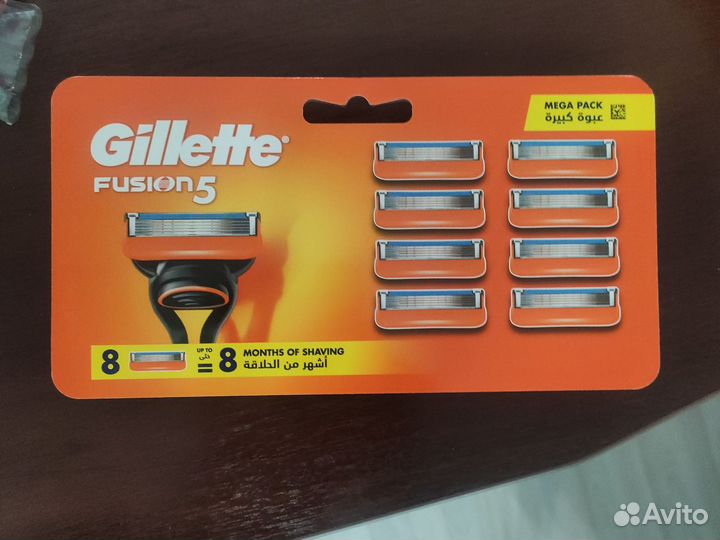 MEGA PACK
عبوة كبيرة
Gillette®
FUSION5
8 UP TO حتى = 8 MONTHS OF SHAVING
أشهر من الحلاقة
Avito